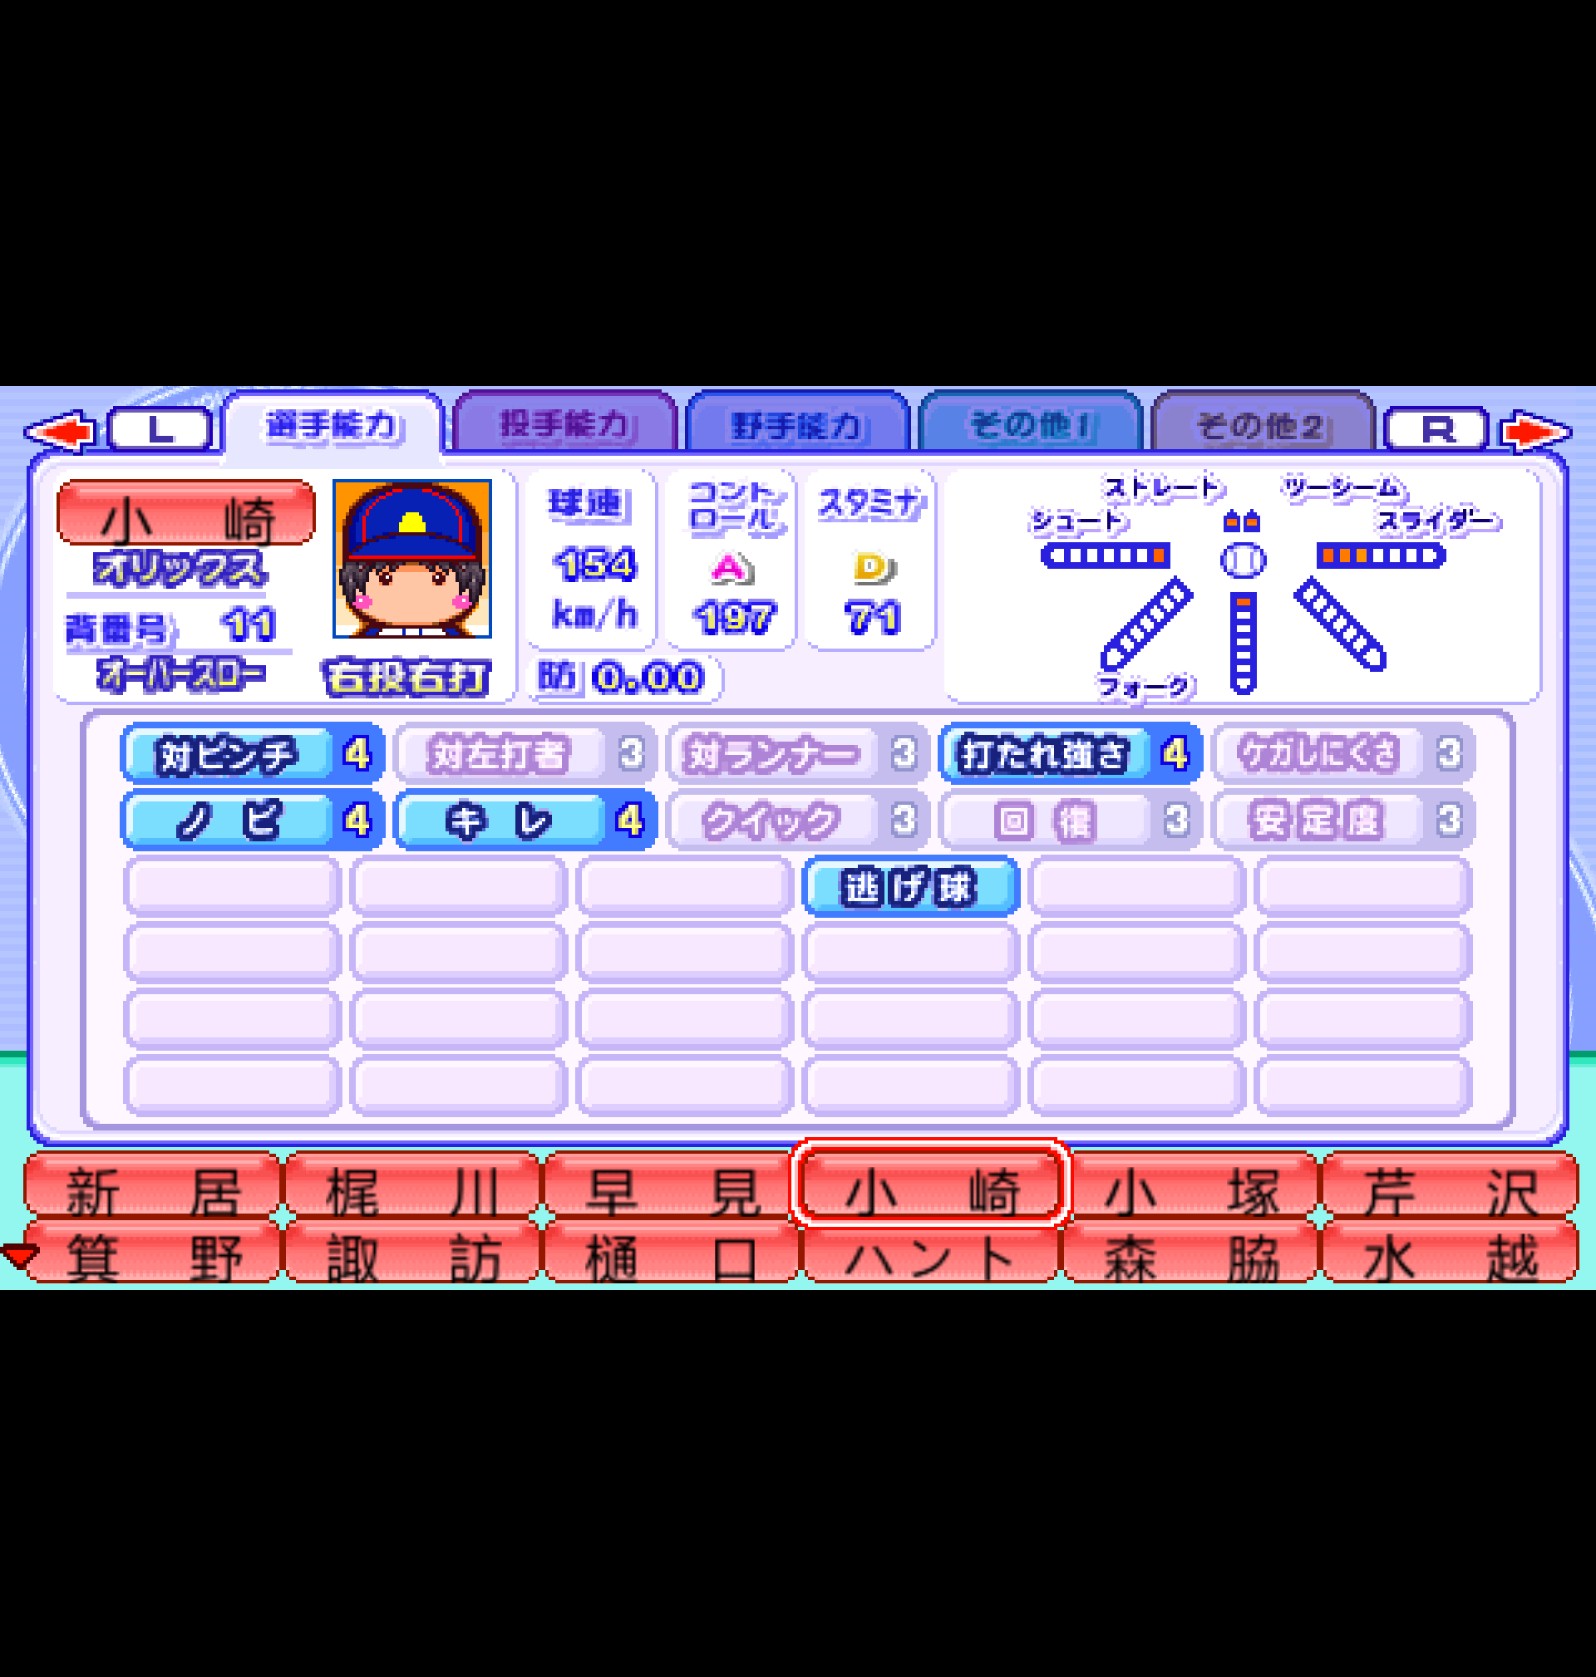 L 選手能力 投手能力 野手能力 その他1 その他2 R
小崎
オリックス
背番号 11
オーバースロー 右投右打
球速 コントロール スタミナ
154 A D
km/h 197 71
防 0.00
ストレート ツーシーム
シュート スライダー
フォーク
対ピンチ 4 対左打者 3 対ランナー 3 打たれ強さ 4 ケガしにくさ 3
ノビ 4 キレ 4 クイック 3 回復 3 安定度 3
逃げ球
新居 梶川 早見 小崎 小塚 芹沢
箕野 諏訪 樋口 ハント 森脇 水越